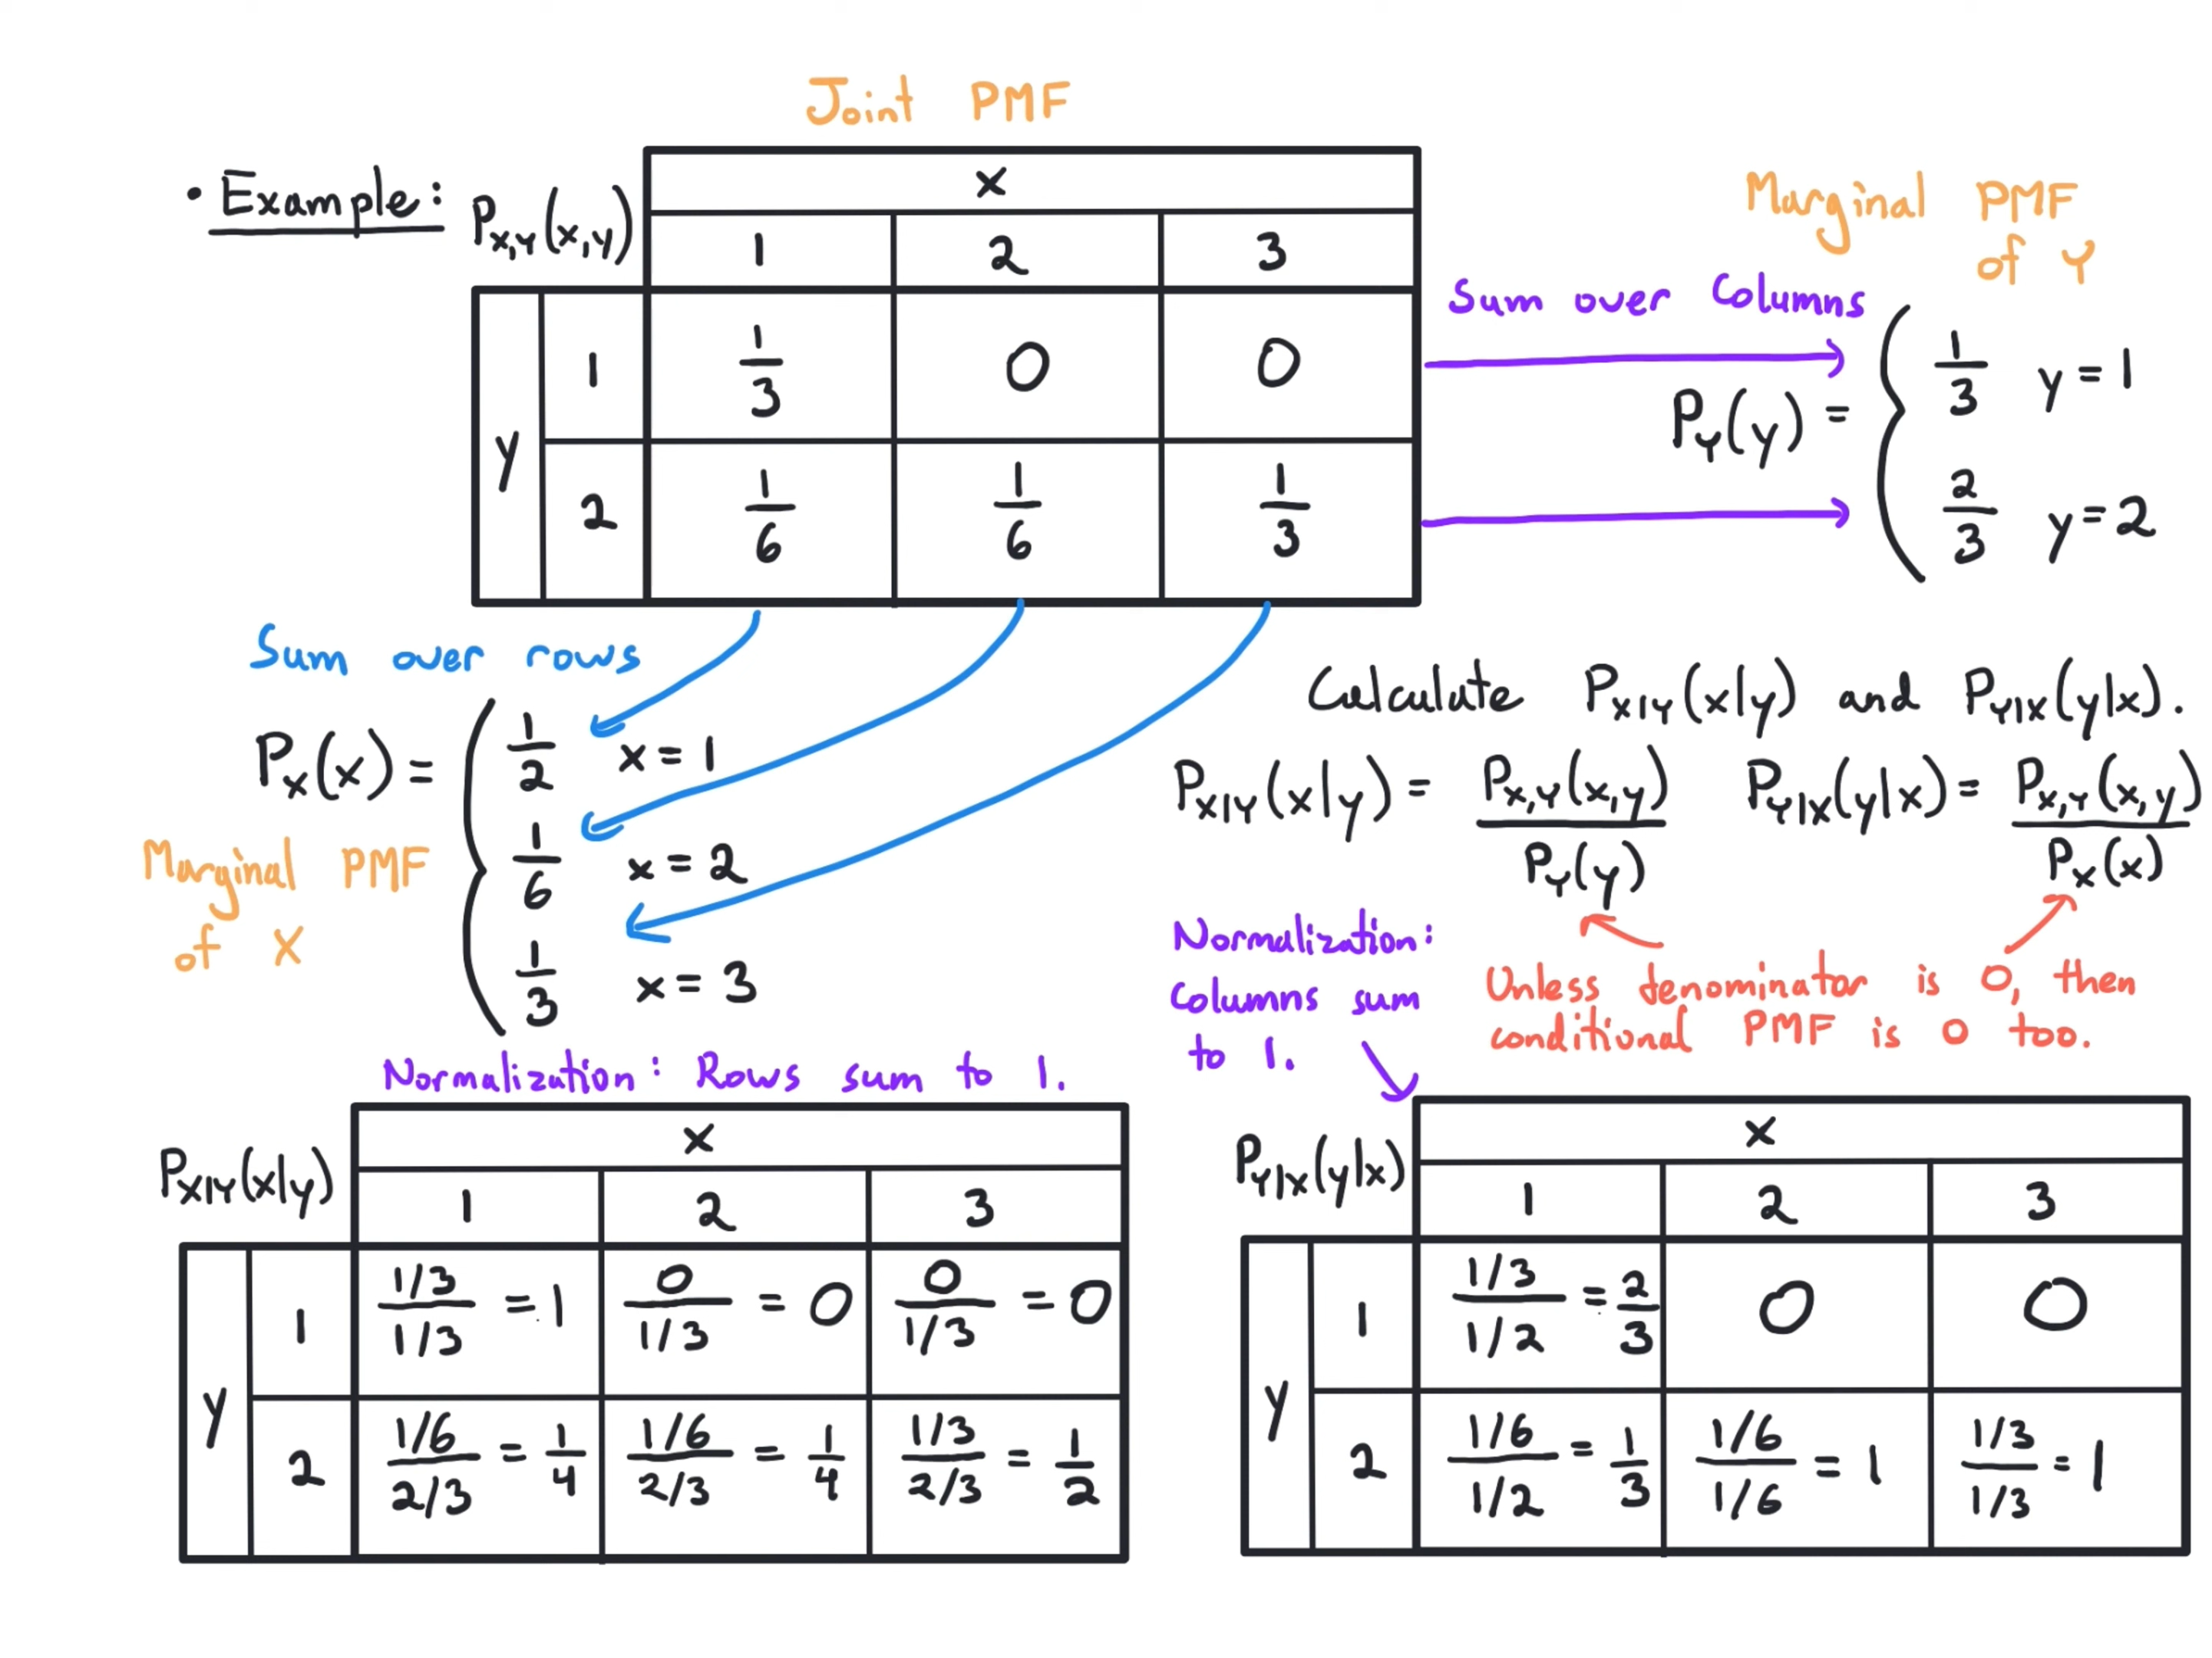 Joint PMF
• Example: P_{X,Y}(x,y)
x
1 2 3
y
1 1/3 0 0
2 1/6 1/6 1/3
Marginal PMF
of Y
Sum over Columns
P_Y(y) = { 1/3 y = 1
2/3 y = 2
Sum over rows
P_X(x) = { 1/2 x = 1
1/6 x = 2
1/3 x = 3
Marginal PMF
of X
Calculate P_{X|Y}(x|y) and P_{Y|X}(y|x).
P_{X|Y}(x|y) = P_{X,Y}(x,y) / P_Y(y) P_{Y|X}(y|x) = P_{X,Y}(x,y) / P_X(x)
Unless denominator is 0, then
conditional PMF is 0 too.
Normalization: Rows sum to 1.
P_{X|Y}(x|y)
x
1 2 3
y
1 (1/3)/(1/3) = 1 0/(1/3) = 0 0/(1/3) = 0
2 (1/6)/(2/3) = 1/4 (1/6)/(2/3) = 1/4 (1/3)/(2/3) = 1/2
Normalization:
Columns sum
to 1.
P_{Y|X}(y|x)
x
1 2 3
y
1 (1/3)/(1/2) = 2/3 0 0
2 (1/6)/(1/2) = 1/3 (1/6)/(1/6) = 1 (1/3)/(1/3) = 1